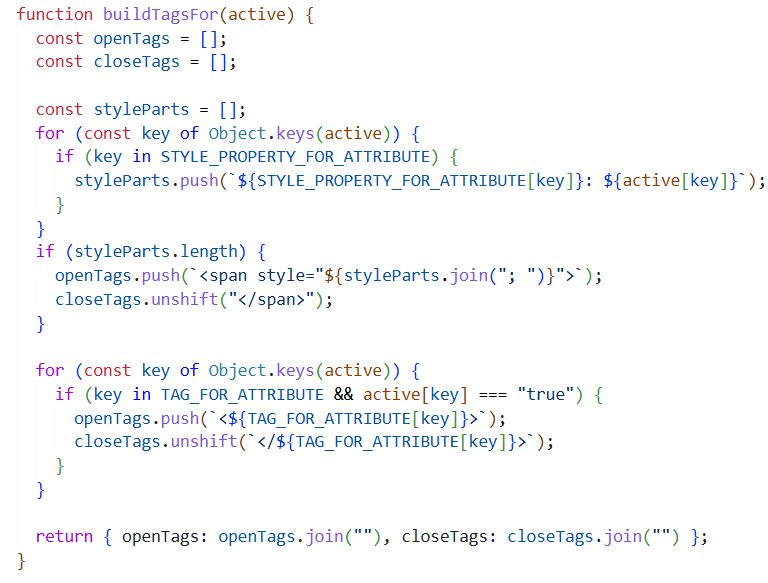 function buildTagsFor(active) {
  const openTags = [];
  const closeTags = [];

  const styleParts = [];
  for (const key of Object.keys(active)) {
    if (key in STYLE_PROPERTY_FOR_ATTRIBUTE) {
      styleParts.push(`${STYLE_PROPERTY_FOR_ATTRIBUTE[key]}: ${active[key]}`);
    }
  }
  if (styleParts.length) {
    openTags.push(`<span style="${styleParts.join("; ")}">`);
    closeTags.unshift("</span>");
  }

  for (const key of Object.keys(active)) {
    if (key in TAG_FOR_ATTRIBUTE && active[key] === "true") {
      openTags.push(`<${TAG_FOR_ATTRIBUTE[key]}>`);
      closeTags.unshift(`</${TAG_FOR_ATTRIBUTE[key]}>`);
    }
  }

  return { openTags: openTags.join(""), closeTags: closeTags.join("") };
}